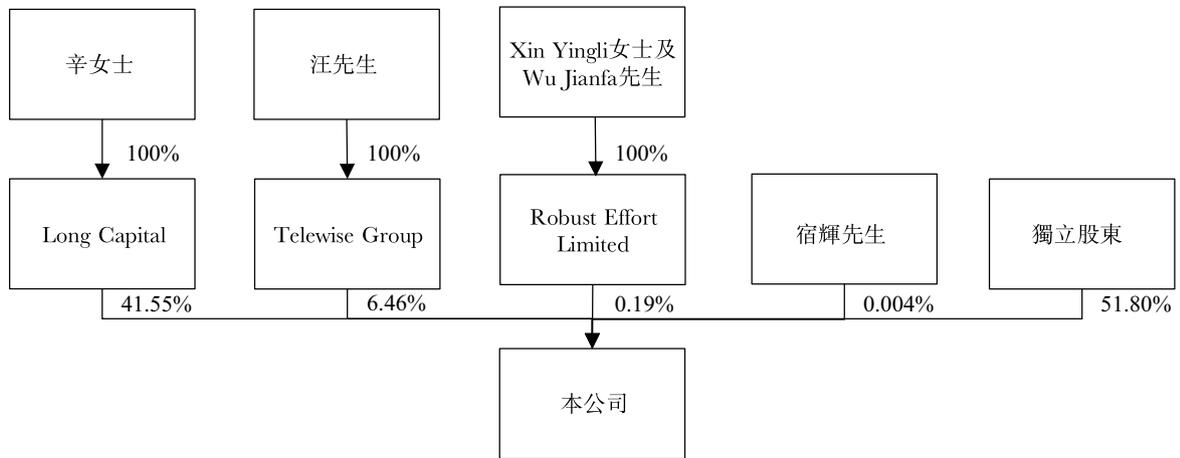 辛女士
汪先生
Xin Yingli女士及
Wu Jianfa先生
100%
100%
100%
Long Capital
Telewise Group
Robust Effort
Limited
宿輝先生
獨立股東
41.55%
6.46%
0.19%
0.004%
51.80%
本公司